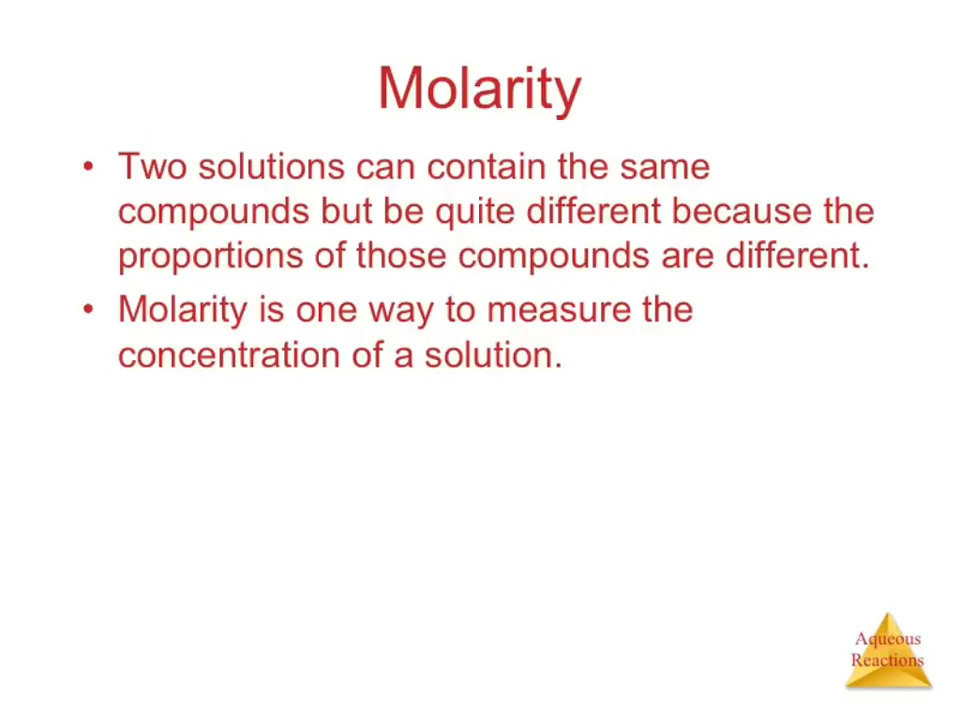 Molarity
• Two solutions can contain the same
compounds but be quite different because the
proportions of those compounds are different.
• Molarity is one way to measure the
concentration of a solution.
Aqueous
Reactions